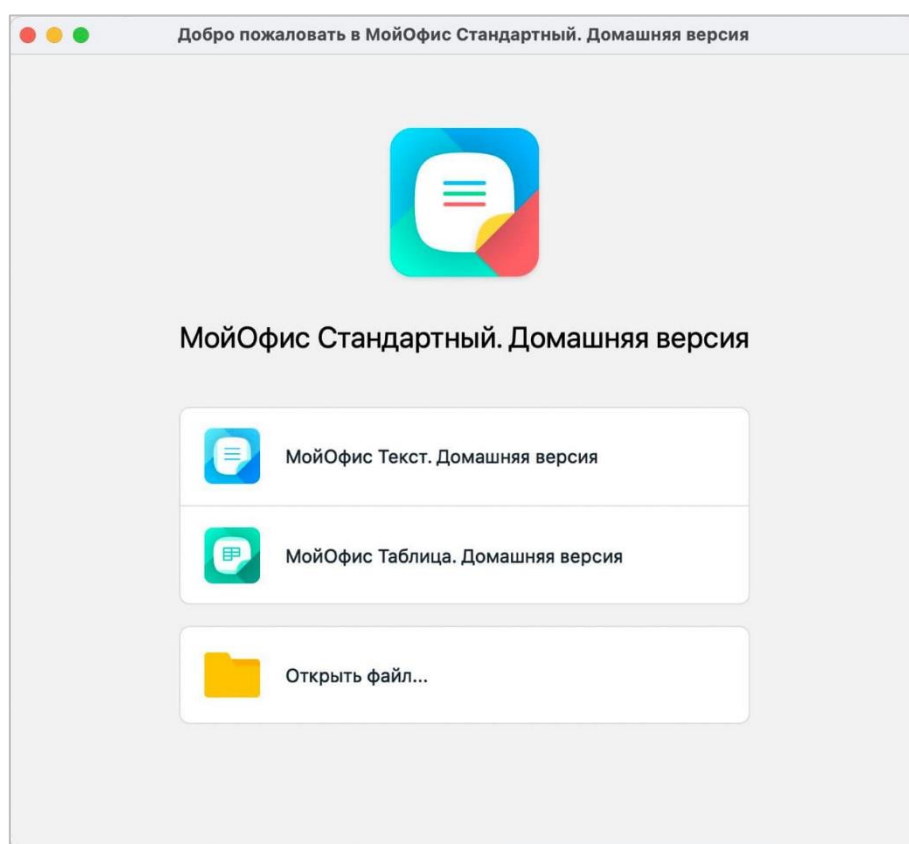 Добро пожаловать в МойОфис Стандартный. Домашняя версия
МойОфис Стандартный. Домашняя версия
МойОфис Текст. Домашняя версия
МойОфис Таблица. Домашняя версия
Открыть файл...